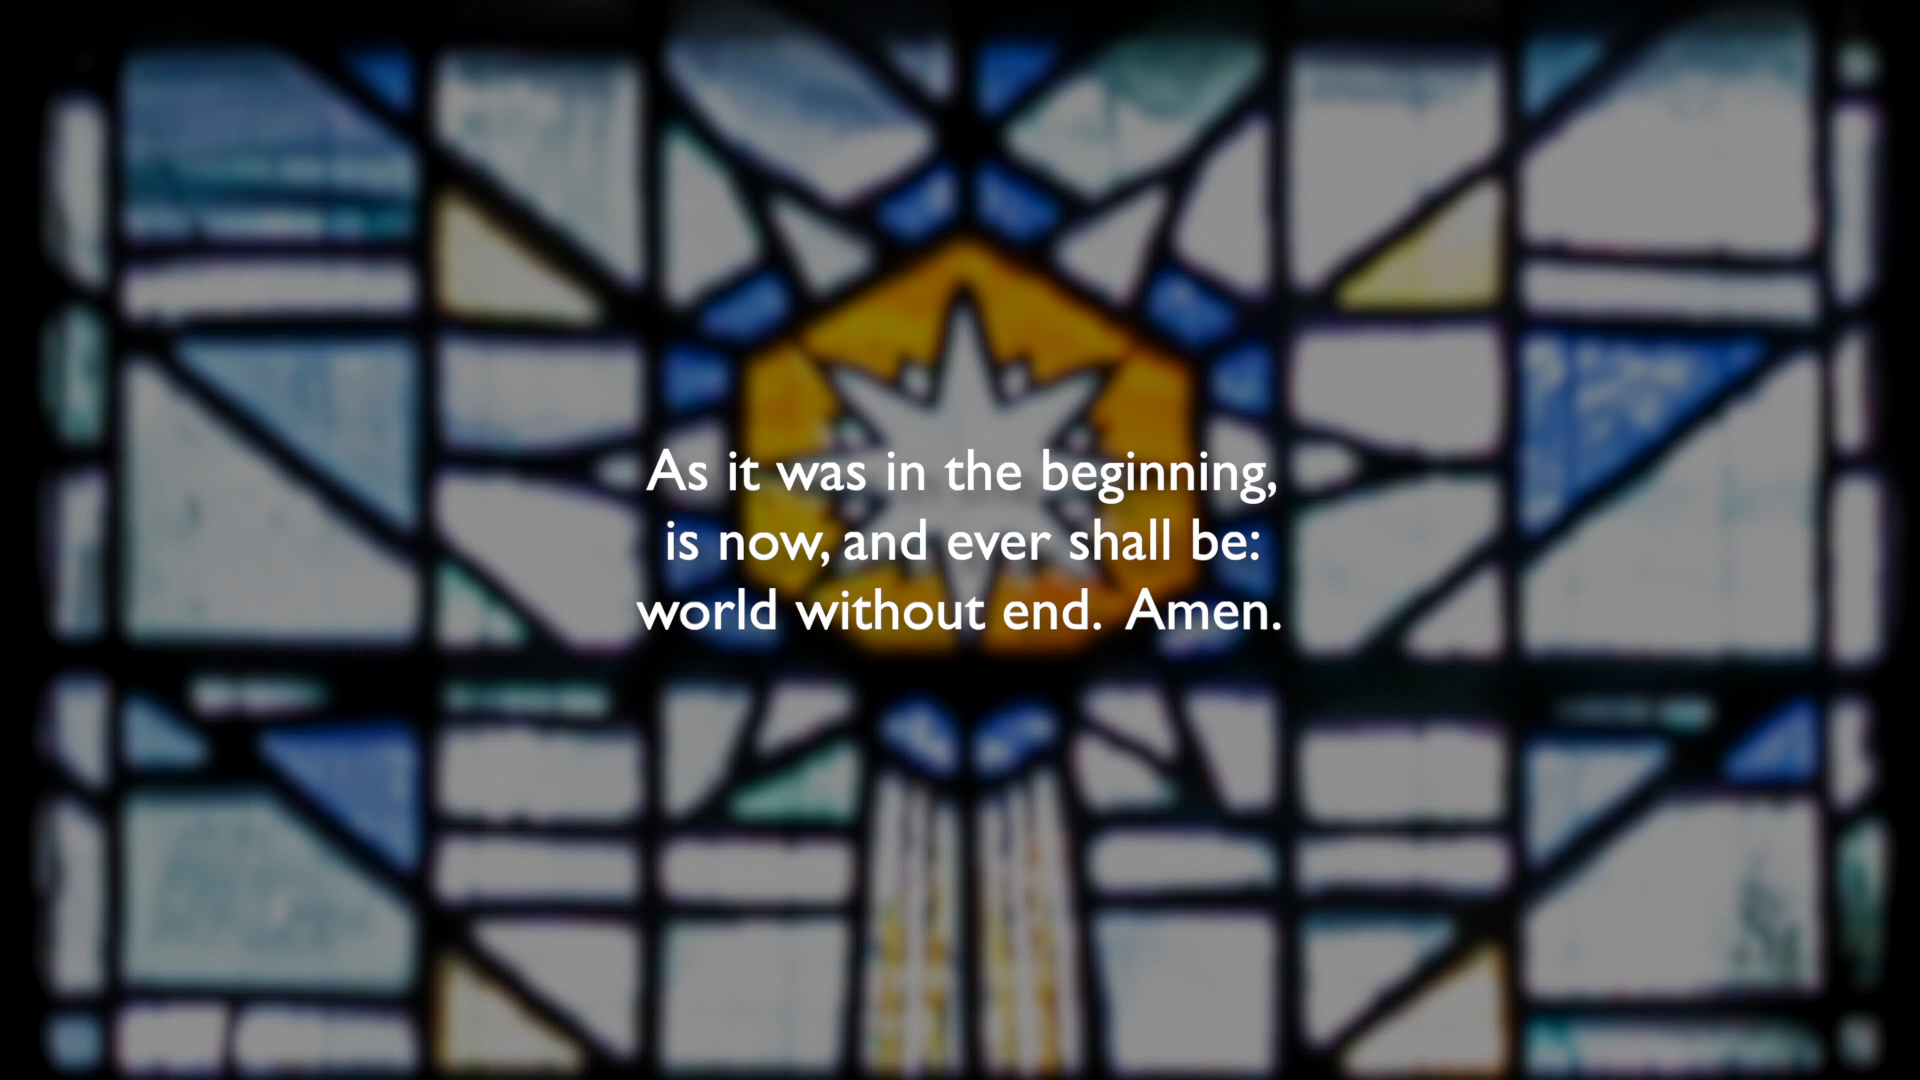 As it was in the beginning,
is now, and ever shall be:
world without end.  Amen.